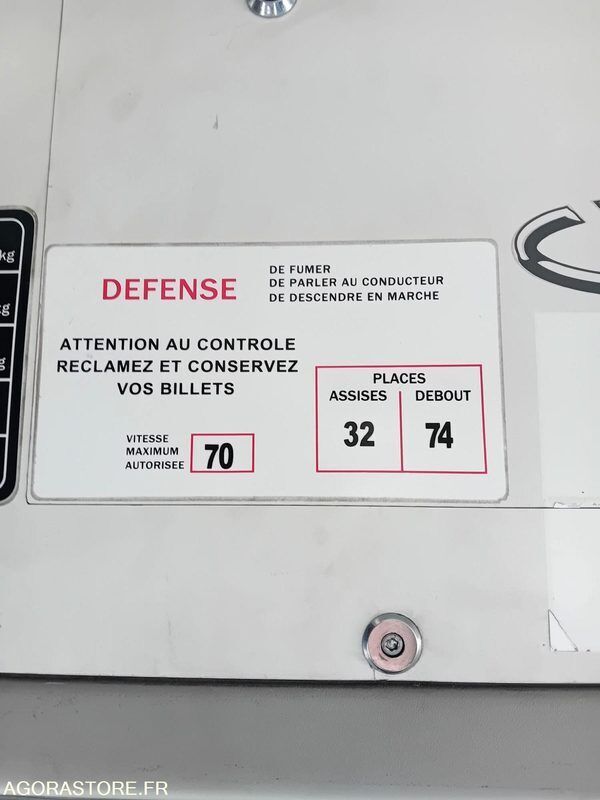 DEFENSE
DE FUMER
DE PARLER AU CONDUCTEUR
DE DESCENDRE EN MARCHE
ATTENTION AU CONTROLE
RECLAMEZ ET CONSERVEZ
VOS BILLETS
PLACES
ASSISES DEBOUT
32 74
VITESSE
MAXIMUM
AUTORISEE
70
kg
AGORASTORE.FR